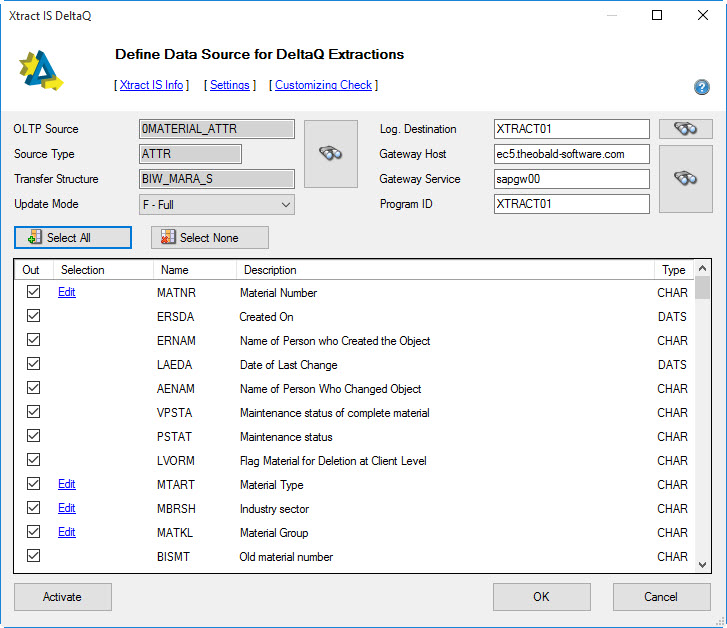 Xtract IS DeltaQ
Define Data Source for DeltaQ Extractions
[ Xtract IS Info ] [ Settings ] [ Customizing Check ]
OLTP Source 0MATERIAL_ATTR Log. Destination XTRACT01
Source Type ATTR Gateway Host ec5.theobald-software.com
Transfer Structure BIW_MARA_S Gateway Service sapgw00
Update Mode F - Full Program ID XTRACT01
Select All Select None
Out Selection Name Description Type
Edit MATNR Material Number CHAR
ERSDA Created On DATS
ERNAM Name of Person who Created the Object CHAR
LAEDA Date of Last Change DATS
AENAM Name of Person Who Changed Object CHAR
VPSTA Maintenance status of complete material CHAR
PSTAT Maintenance status CHAR
LVORM Flag Material for Deletion at Client Level CHAR
Edit MTART Material Type CHAR
Edit MBRSH Industry sector CHAR
Edit MATKL Material Group CHAR
BISMT Old material number CHAR
Activate OK Cancel